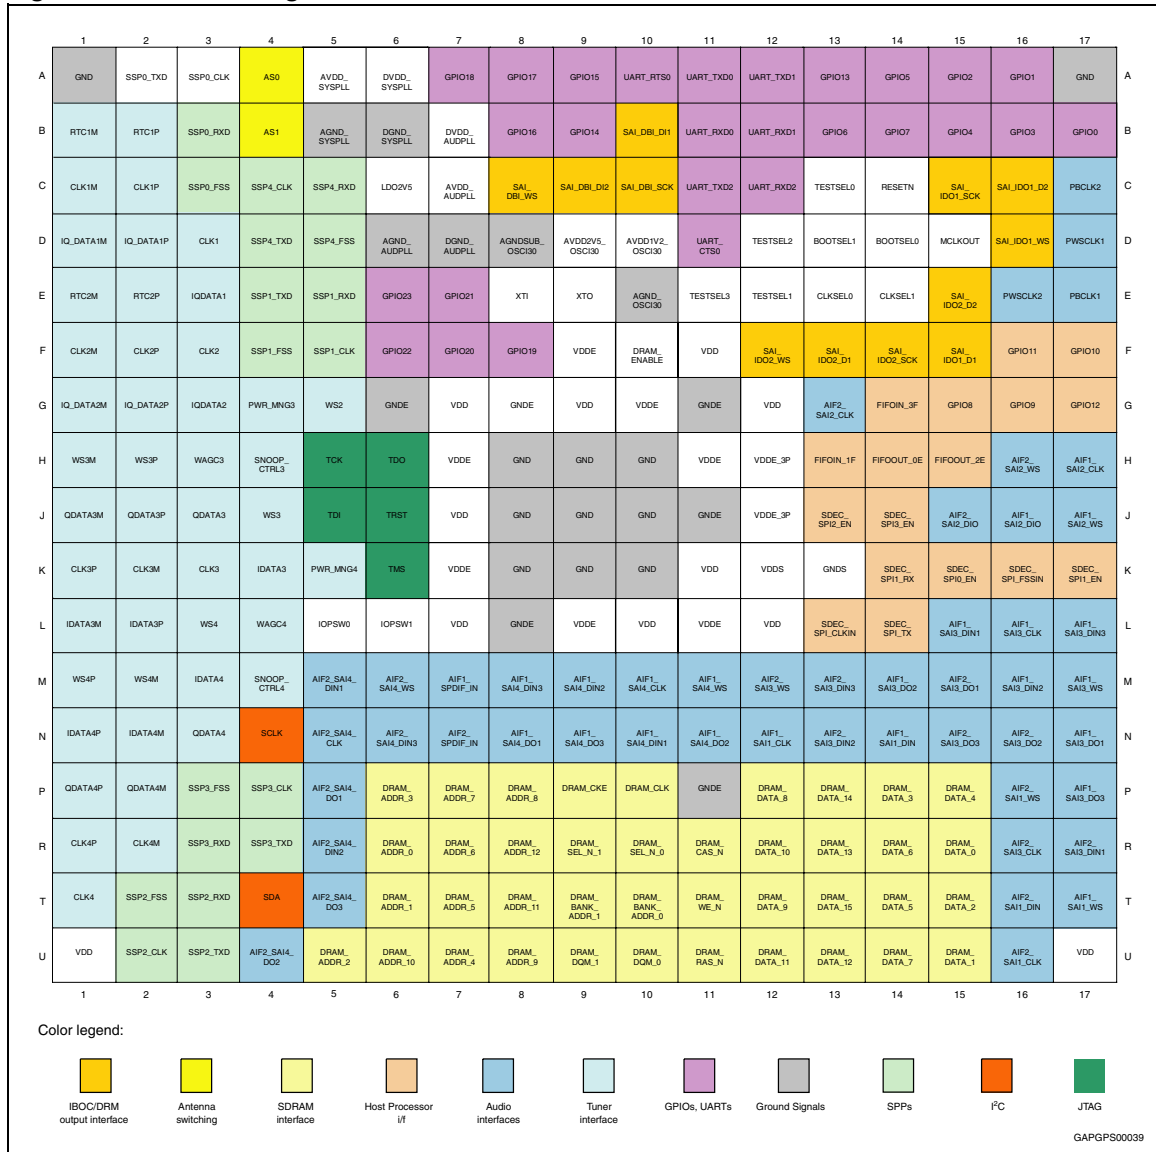 1 2 3 4 5 6 7 8 9 10 11 12 13 14 15 16 17
A GND SSP0_TXD SSP0_CLK AS0 AVDD_SYSPLL DVDD_SYSPLL GPIO18 GPIO17 GPIO15 UART_RTS0 UART_TXD0 UART_TXD1 GPIO13 GPIO5 GPIO2 GPIO1 GND A
B RTC1M RTC1P SSP0_RXD AS1 AGND_SYSPLL DGND_SYSPLL DVDD_AUDPLL GPIO16 GPIO14 SAI_DBI_DI1 UART_RXD0 UART_RXD1 GPIO6 GPIO7 GPIO4 GPIO3 GPIO0 B
C CLK1M CLK1P SSP0_FSS SSP4_CLK SSP4_RXD LDO2V5 AVDD_AUDPLL SAI_DBI_WS SAI_DBI_DI2 SAI_DBI_SCK UART_TXD2 UART_RXD2 TESTSEL0 RESETN SAI_IDO1_SCK SAI_IDO1_D2 PBCLK2 C
D IQ_DATA1M IQ_DATA1P CLK1 SSP4_TXD SSP4_FSS AGND_AUDPLL DGND_AUDPLL AGNDSUB_OSCI30 AVDD2V5_OSCI30 AVDD1V2_OSCI30 UART_CTS0 TESTSEL2 BOOTSEL1 BOOTSEL0 MCLKOUT SAI_IDO1_WS PWSCLK1 D
E RTC2M RTC2P IQDATA1 SSP1_TXD SSP1_RXD GPIO23 GPIO21 XTI XTO AGND_OSCI30 TESTSEL3 TESTSEL1 CLKSEL0 CLKSEL1 SAI_IDO2_D2 PWSCLK2 PBCLK1 E
F CLK2M CLK2P CLK2 SSP1_FSS SSP1_CLK GPIO22 GPIO20 GPIO19 VDDE DRAM_ENABLE VDD SAI_IDO2_WS SAI_IDO2_D1 SAI_IDO2_SCK SAI_IDO1_D1 GPIO11 GPIO10 F
G IQ_DATA2M IQ_DATA2P IQDATA2 PWR_MNG3 WS2 GNDE VDD GNDE VDD VDDE GNDE VDD AIF2_SAI2_CLK FIFOIN_3F GPIO8 GPIO9 GPIO12 G
H WS3M WS3P WAGC3 SNOOP_CTRL3 TCK TDO VDDE GND GND GND VDDE VDDE_3P FIFOIN_1F FIFOOUT_0E FIFOOUT_2E AIF2_SAI2_WS AIF1_SAI2_CLK H
J QDATA3M QDATA3P QDATA3 WS3 TDI TRST VDD GND GND GND GNDE VDDE_3P SDEC_SPI2_EN SDEC_SPI3_EN AIF2_SAI2_DIO AIF1_SAI2_DIO AIF1_SAI2_WS J
K CLK3P CLK3M CLK3 IDATA3 PWR_MNG4 TMS VDDE GND GND GND VDD VDDS GNDS SDEC_SPI1_RX SDEC_SPI0_EN SDEC_SPI_FSSIN SDEC_SPI1_EN K
L IDATA3M IDATA3P WS4 WAGC4 IOPSW0 IOPSW1 VDD GNDE VDDE VDD VDDE VDD SDEC_SPI_CLKIN SDEC_SPI_TX AIF1_SAI3_DIN1 AIF1_SAI3_CLK AIF1_SAI3_DIN3 L
M WS4P WS4M IDATA4 SNOOP_CTRL4 AIF2_SAI4_DIN1 AIF2_SAI4_WS AIF1_SPDIF_IN AIF1_SAI4_DIN3 AIF1_SAI4_DIN2 AIF1_SAI4_CLK AIF1_SAI4_WS AIF2_SAI3_WS AIF2_SAI3_DIN3 AIF1_SAI3_DO2 AIF2_SAI3_DO1 AIF1_SAI3_DIN2 AIF1_SAI3_WS M
N IDATA4P IDATA4M QDATA4 SCLK AIF2_SAI4_CLK AIF2_SAI4_DIN3 AIF2_SPDIF_IN AIF1_SAI4_DO1 AIF1_SAI4_DO3 AIF1_SAI4_DIN1 AIF1_SAI4_DO2 AIF1_SAI1_CLK AIF2_SAI3_DIN2 AIF1_SAI1_DIN AIF2_SAI3_DO3 AIF2_SAI3_DO2 AIF1_SAI3_DO1 N
P QDATA4P QDATA4M SSP3_FSS SSP3_CLK AIF2_SAI4_DO1 DRAM_ADDR_3 DRAM_ADDR_7 DRAM_ADDR_8 DRAM_CKE DRAM_CLK GNDE DRAM_DATA_8 DRAM_DATA_14 DRAM_DATA_3 DRAM_DATA_4 AIF2_SAI1_WS AIF1_SAI3_DO3 P
R CLK4P CLK4M SSP3_RXD SSP3_TXD AIF2_SAI4_DIN2 DRAM_ADDR_0 DRAM_ADDR_6 DRAM_ADDR_12 DRAM_SEL_N_1 DRAM_SEL_N_0 DRAM_CAS_N DRAM_DATA_10 DRAM_DATA_13 DRAM_DATA_6 DRAM_DATA_0 AIF2_SAI3_CLK AIF2_SAI3_DIN1 R
T CLK4 SSP2_FSS SSP2_RXD SDA AIF2_SAI4_DO3 DRAM_ADDR_1 DRAM_ADDR_5 DRAM_ADDR_11 DRAM_BANK_ADDR_1 DRAM_BANK_ADDR_0 DRAM_WE_N DRAM_DATA_9 DRAM_DATA_15 DRAM_DATA_5 DRAM_DATA_2 AIF2_SAI1_DIN AIF1_SAI1_WS T
U VDD SSP2_CLK SSP2_TXD AIF2_SAI4_DO2 DRAM_ADDR_2 DRAM_ADDR_10 DRAM_ADDR_4 DRAM_ADDR_9 DRAM_DQM_1 DRAM_DQM_0 DRAM_RAS_N DRAM_DATA_11 DRAM_DATA_12 DRAM_DATA_7 DRAM_DATA_1 AIF2_SAI1_CLK VDD U
1 2 3 4 5 6 7 8 9 10 11 12 13 14 15 16 17
Color legend:
IBOC/DRM output interface
Antenna switching
SDRAM interface
Host Processor i/f
Audio interfaces
Tuner interface
GPIOs, UARTs
Ground Signals
SPPs
I²C
JTAG
GAPGPS00039